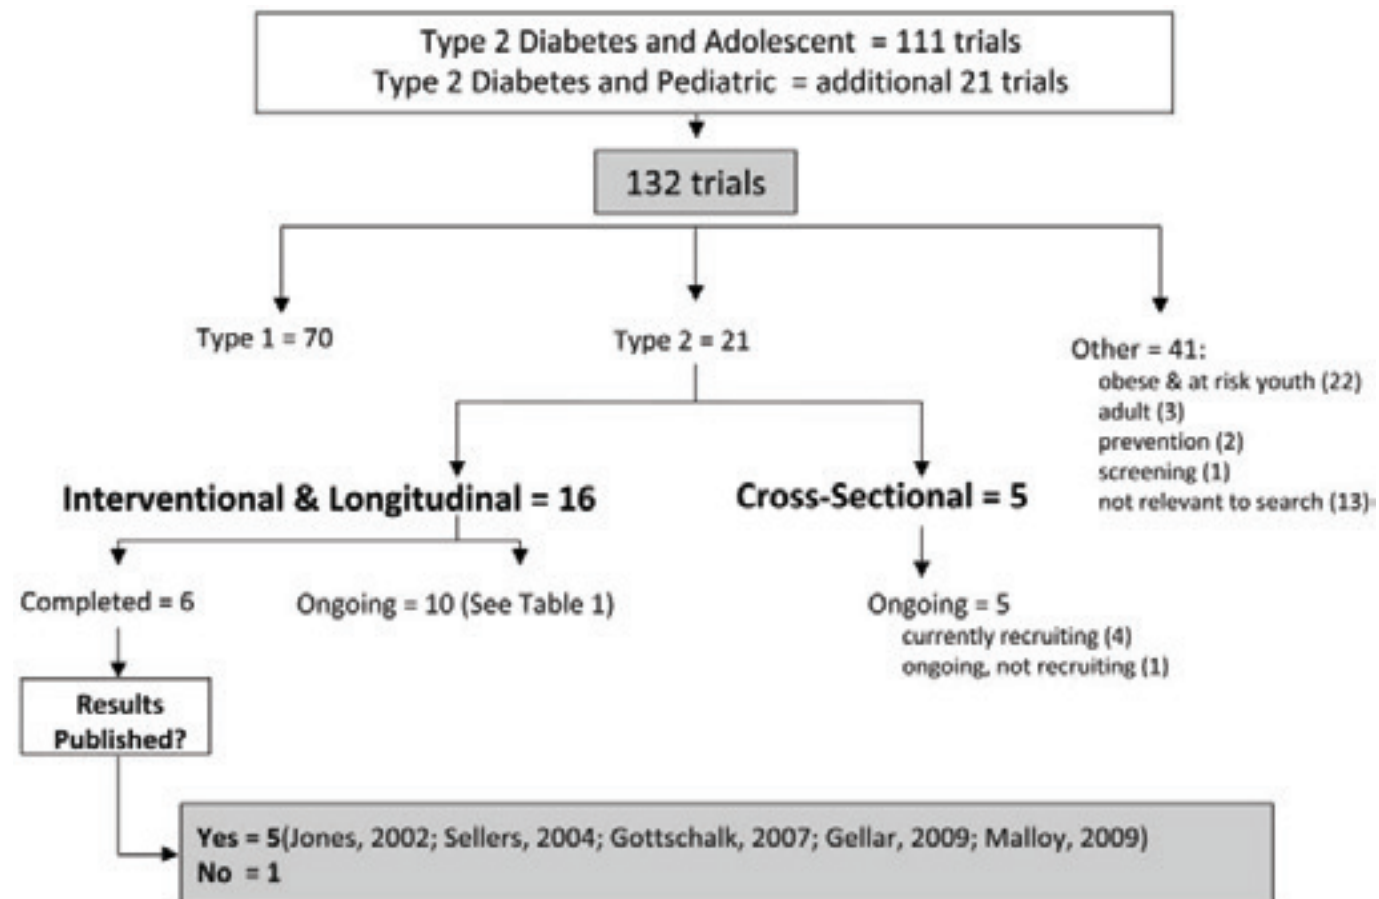 Type 2 Diabetes and Adolescent = 111 trials
Type 2 Diabetes and Pediatric = additional 21 trials
132 trials
Type 1 = 70
Type 2 = 21
Other = 41:
obese & at risk youth (22)
adult (3)
prevention (2)
screening (1)
not relevant to search (13)
Interventional & Longitudinal = 16
Cross-Sectional = 5
Completed = 6
Ongoing = 10 (See Table 1)
Ongoing = 5
currently recruiting (4)
ongoing, not recruiting (1)
Results
Published?
Yes = 5(Jones, 2002; Sellers, 2004; Gottschalk, 2007; Gellar, 2009; Malloy, 2009)
No = 1